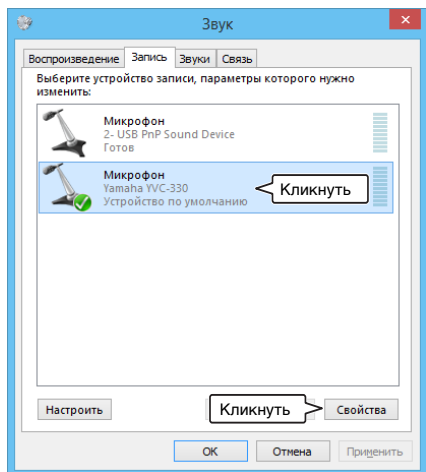 Звук
Воспроизведение Запись Звуки Связь
Выберите устройство записи, параметры которого нужно
изменить:
Микрофон
2- USB PnP Sound Device
Готов
Микрофон
Yamaha YVC-330
Устройство по умолчанию
Кликнуть
Настроить
Кликнуть
Свойства
ОК
Отмена
Применить